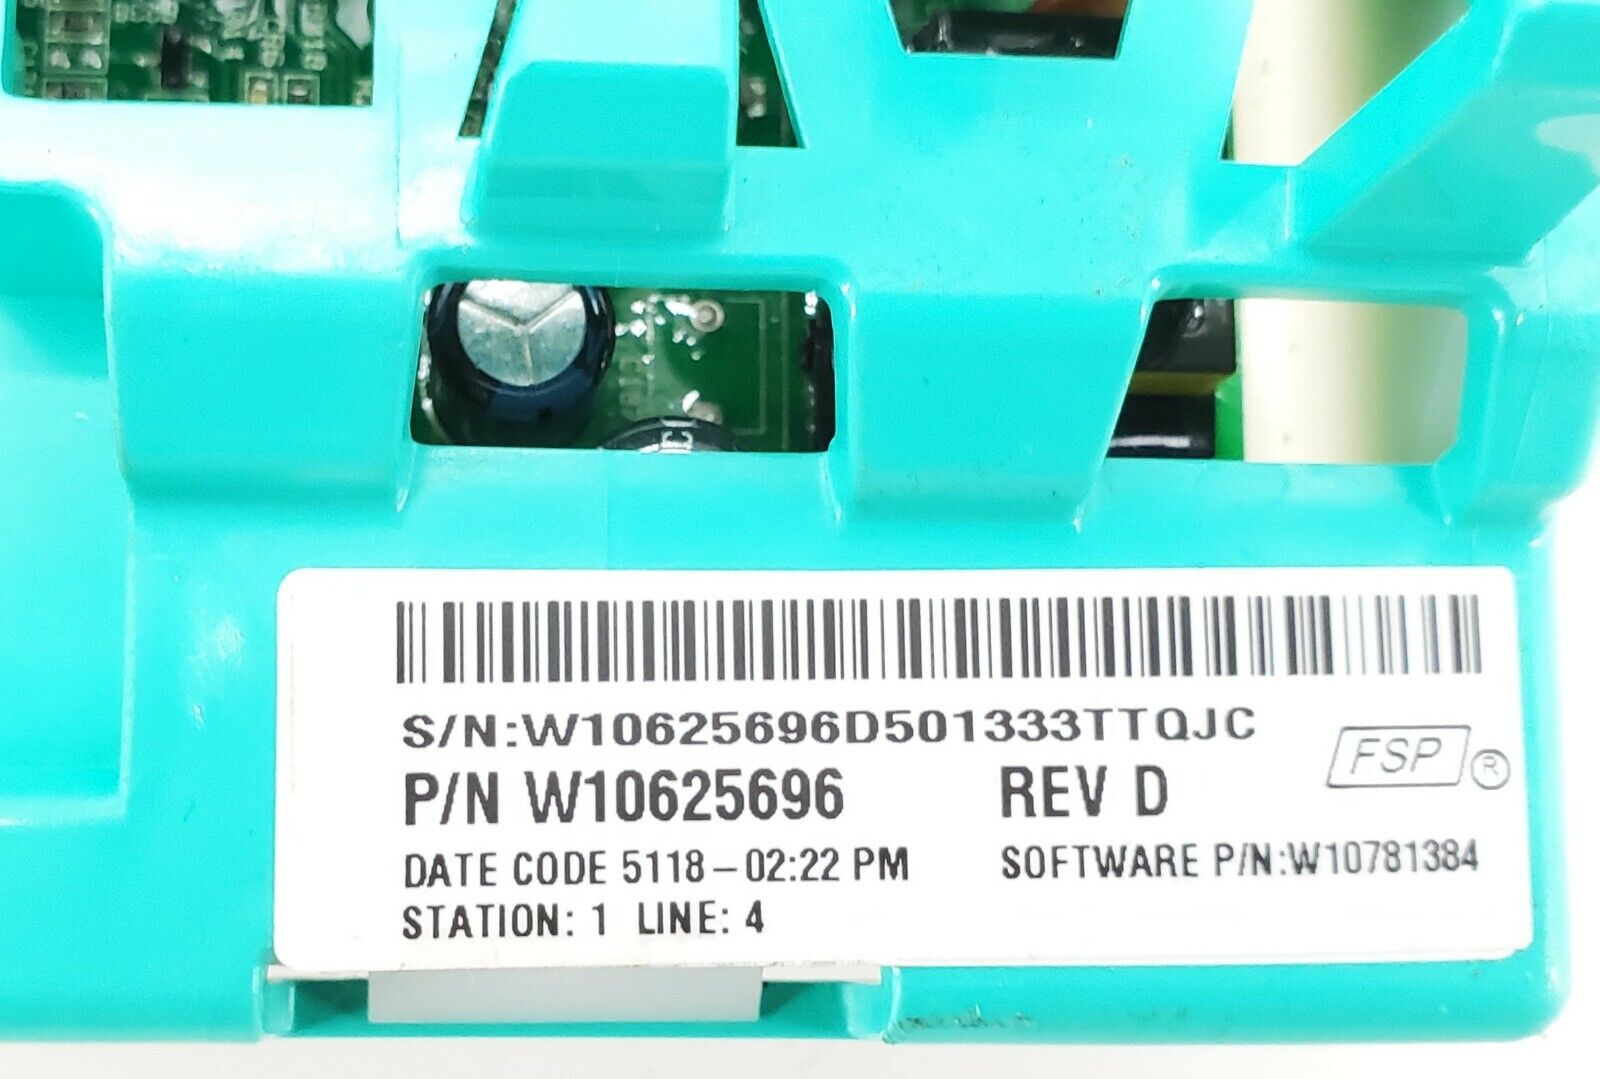 S/N:W10625696D501333TTQJC
P/N W10625696 REV D
FSP ®
DATE CODE 5118-02:22 PM SOFTWARE P/N:W10781384
STATION: 1 LINE: 4